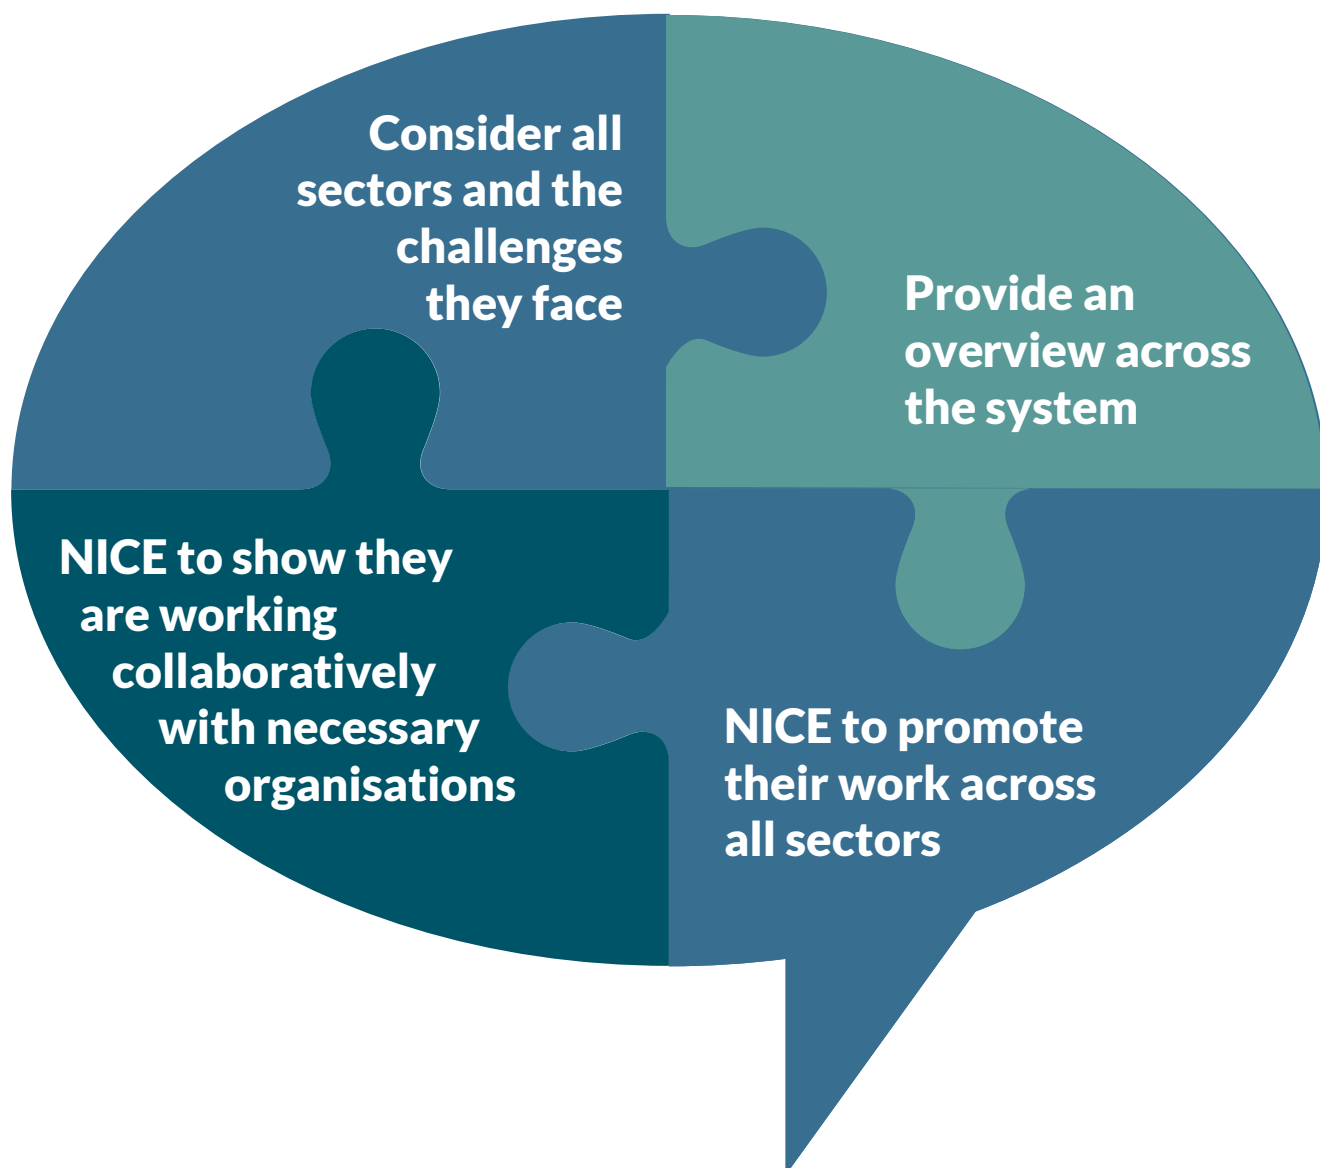 Consider all
sectors and the
challenges
they face
Provide an
overview across
the system
NICE to show they
are working
collaboratively
with necessary
organisations
NICE to promote
their work across
all sectors